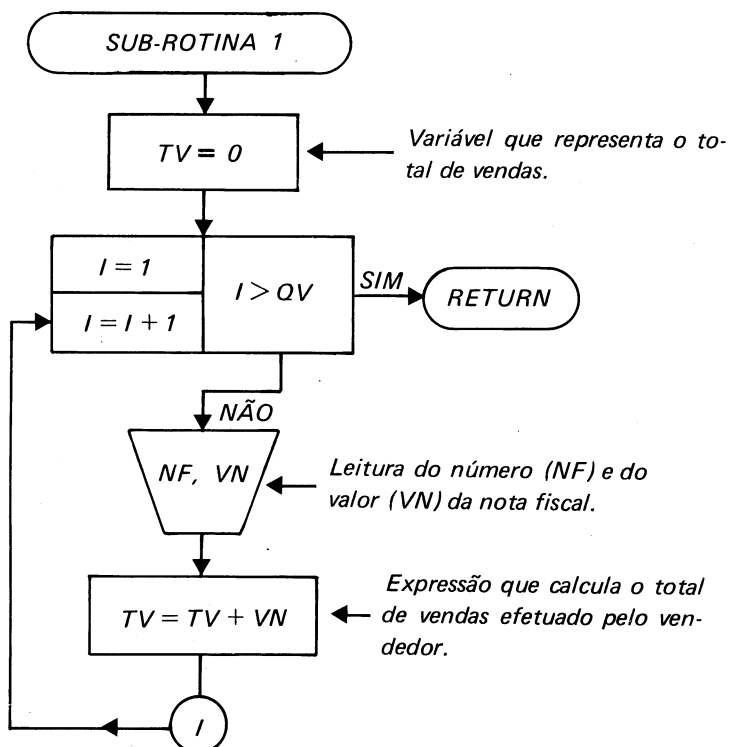 SUB-ROTINA 1
TV = 0
Variável que representa o to-
tal de vendas.
I = 1
I > QV
SIM
RETURN
I = I + 1
NÃO
NF, VN
Leitura do número (NF) e do
valor (VN) da nota fiscal.
TV = TV + VN
Expressão que calcula o total
de vendas efetuado pelo ven-
dedor.
I